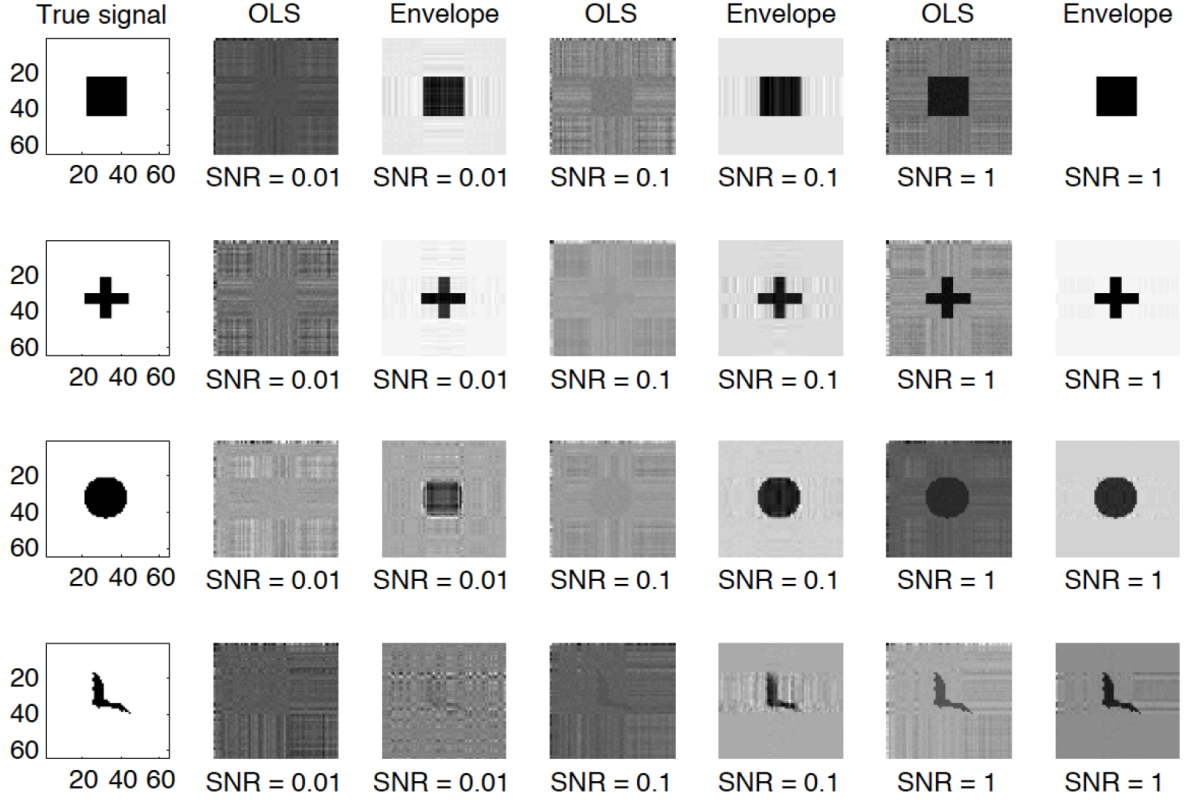 True signal OLS Envelope OLS Envelope OLS Envelope
20
40
60
20 40 60 SNR = 0.01 SNR = 0.01 SNR = 0.1 SNR = 0.1 SNR = 1 SNR = 1
20
40
60
20 40 60 SNR = 0.01 SNR = 0.01 SNR = 0.1 SNR = 0.1 SNR = 1 SNR = 1
20
40
60
20 40 60 SNR = 0.01 SNR = 0.01 SNR = 0.1 SNR = 0.1 SNR = 1 SNR = 1
20
40
60
20 40 60 SNR = 0.01 SNR = 0.01 SNR = 0.1 SNR = 0.1 SNR = 1 SNR = 1